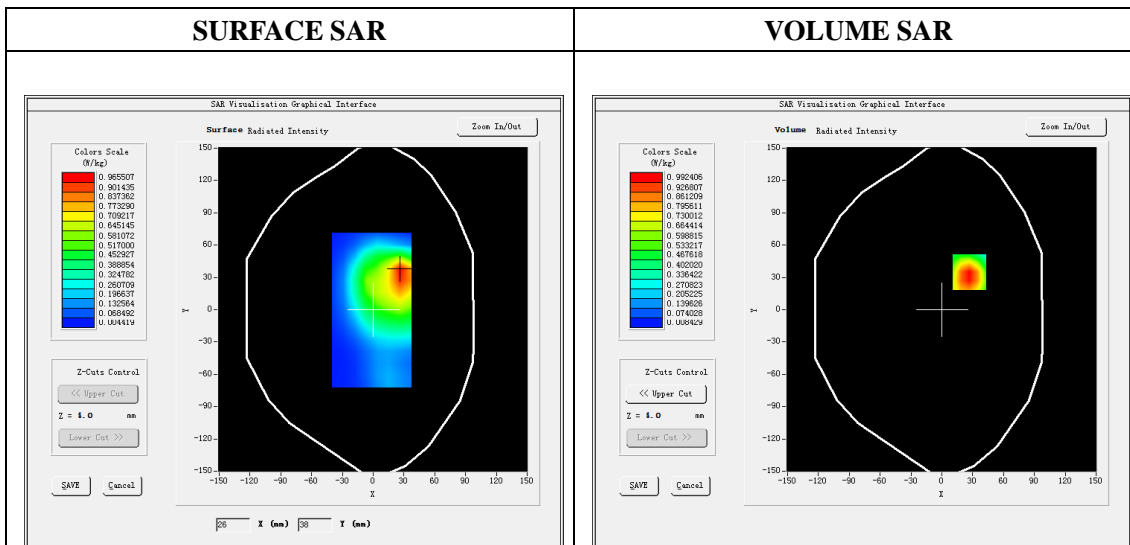 SURFACE SAR
VOLUME SAR
SAR Visualisation Graphical Interface
Surface Radiated Intensity
Zoom In/Out
Colors Scale
(W/kg)
0.965507
0.901435
0.837362
0.773290
0.709217
0.645145
0.581072
0.517000
0.452927
0.388854
0.324782
0.260709
0.196637
0.132564
0.068492
0.004419
150
120
90
60
30
0
-30
-60
-90
-120
-150
Y
-150 -120 -90 -60 -30 0 30 60 90 120 150
X
Z-Cuts Control
<< Upper Cut
Z = 4.0 mm
Lower Cut >>
SAVE Cancel
26 X (mm) 38 Y (mm)
SAR Visualisation Graphical Interface
Volume Radiated Intensity
Zoom In/Out
Colors Scale
(W/kg)
0.992406
0.926807
0.861209
0.795611
0.730012
0.664414
0.598815
0.533217
0.467618
0.402020
0.336422
0.270823
0.205225
0.139626
0.074028
0.008429
150
120
90
60
30
0
-30
-60
-90
-120
-150
Y
-150 -120 -90 -60 -30 0 30 60 90 120 150
X
Z-Cuts Control
<< Upper Cut
Z = 4.0 mm
Lower Cut >>
SAVE Cancel